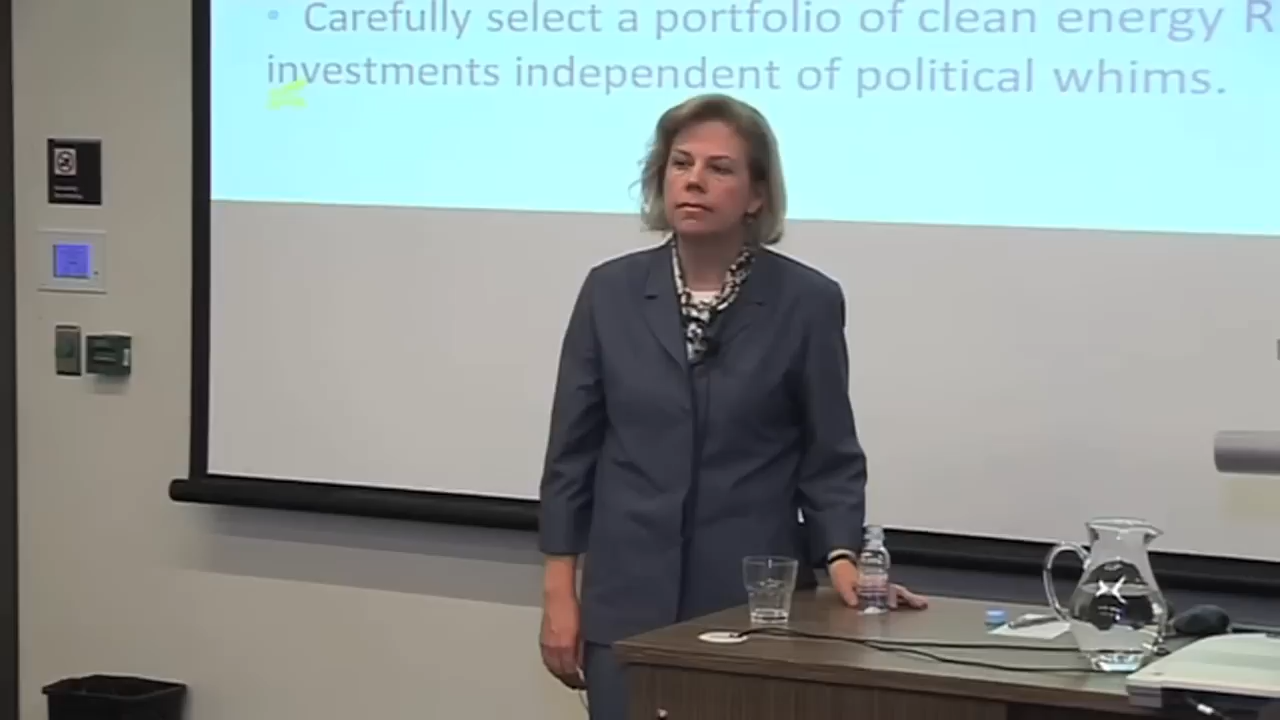 • Carefully select a portfolio of clean energy R
investments independent of political whims.